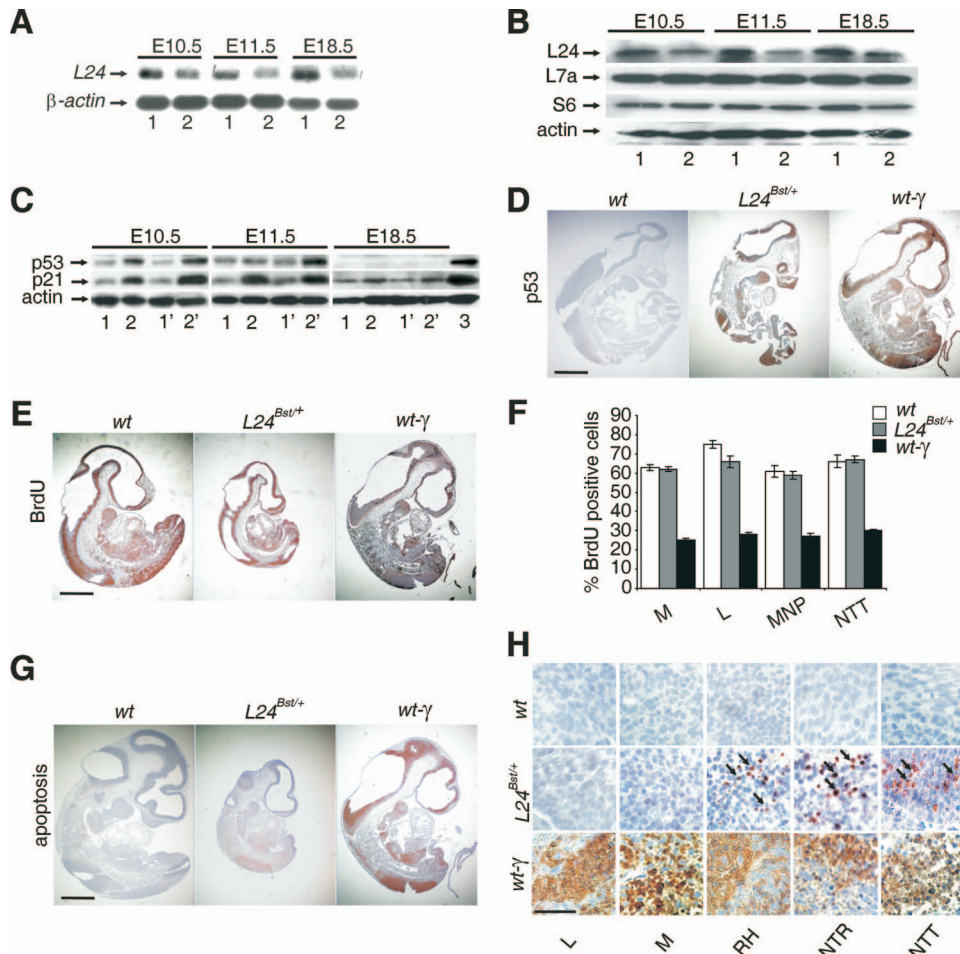 A
E10.5 E11.5 E18.5
L24
β-actin
1 2 1 2 1 2
B
E10.5 E11.5 E18.5
L24
L7a
S6
actin
1 2 1 2 1 2
C
E10.5 E11.5 E18.5
p53
p21
actin
1 2 1' 2' 1 2 1' 2' 1 2 1' 2' 3
D
wt L24Bst/+ wt-γ
p53
E
wt L24Bst/+ wt-γ
BrdU
F
90
80
70
60
50
40
30
20
10
0
% BrdU positive cells
wt
L24Bst/+
wt-γ
M L MNP NTT
G
wt L24Bst/+ wt-γ
apoptosis
H
wt
L24Bst/+
wt-γ
L M RH NTR NTT